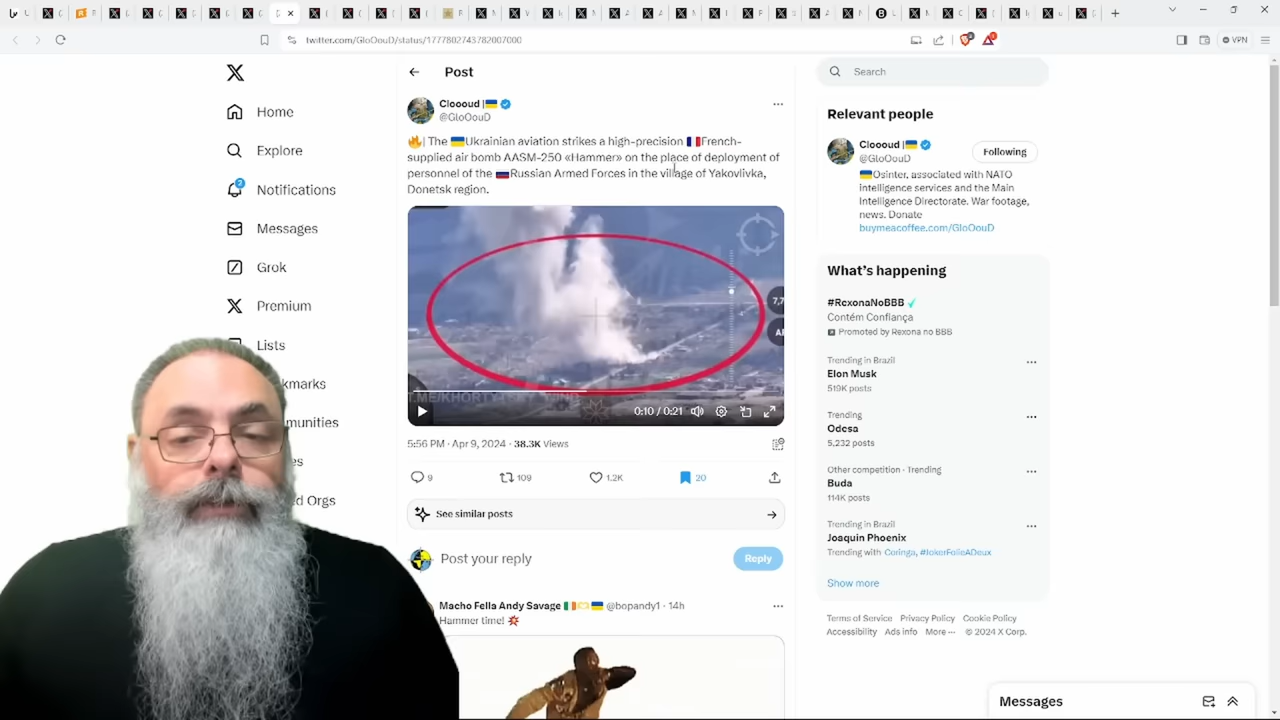 twitter.com/GloOouD/status/1777802743782007000
VPN
Post
Home
Explore
2
Notifications
Messages
Grok
Premium
Lists
kmarks
munities
es
d Orgs
Cloooud |🇺🇦
@GloOouD
🔥| The 🇺🇦Ukrainian aviation strikes a high-precision 🇫🇷French-
supplied air bomb AASM-250 «Hammer» on the place of deployment of
personnel of the 🇷🇺Russian Armed Forces in the village of Yakovlivka,
Donetsk region.
7,7
0:10 / 0:21
5:56 PM · Apr 9, 2024 · 38.3K Views
9
109
1.2K
20
See similar posts
Post your reply
Reply
Macho Fella Andy Savage 🇮🇪🫶🇺🇦 @bopandy1 · 14h
Hammer time! 💥
Search
Relevant people
Cloooud |🇺🇦
@GloOouD
Following
🇺🇦Osinter, associated with NATO
intelligence services and the Main
Intelligence Directorate. War footage,
news. Donate
buymeacoffee.com/GloOouD
What's happening
#RexonaNoBBB
Contém Confiança
Promoted by Rexona no BBB
Trending in Brazil
Elon Musk
519K posts
Trending
Odesa
5,232 posts
Other competition · Trending
Buda
114K posts
Trending in Brazil
Joaquin Phoenix
Trending with Coringa, #JokerFolieADeux
Show more
Terms of Service Privacy Policy Cookie Policy
Accessibility Ads info More ··· © 2024 X Corp.
Messages